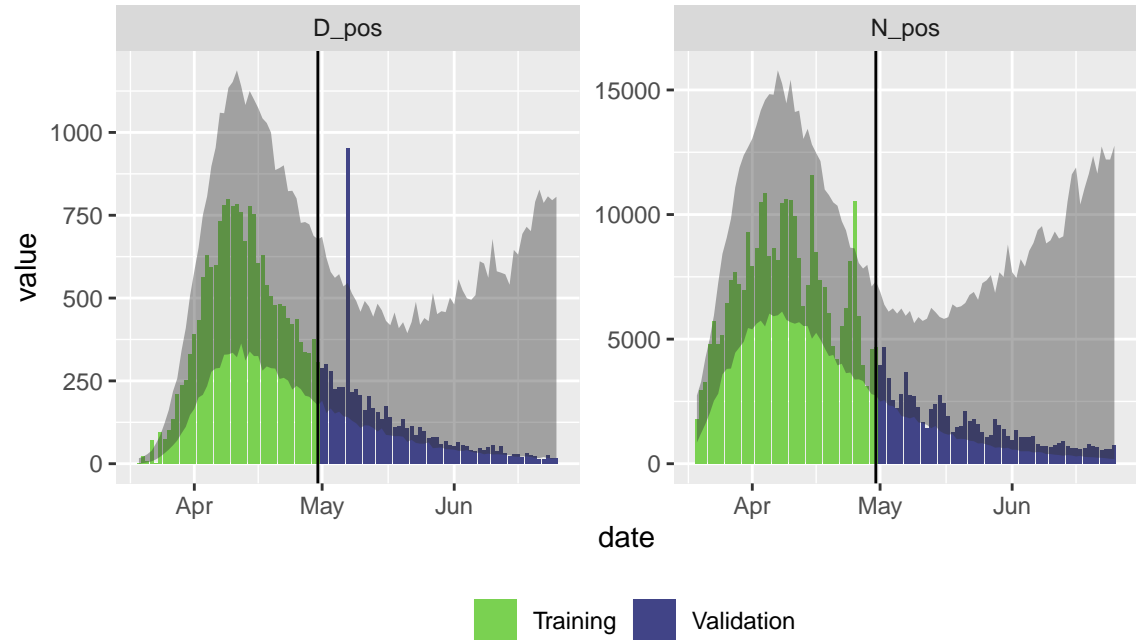 D_pos
N_pos
value
1000
750
500
250
0
15000
10000
5000
0
Apr
May
Jun
Apr
May
Jun
date
Training
Validation